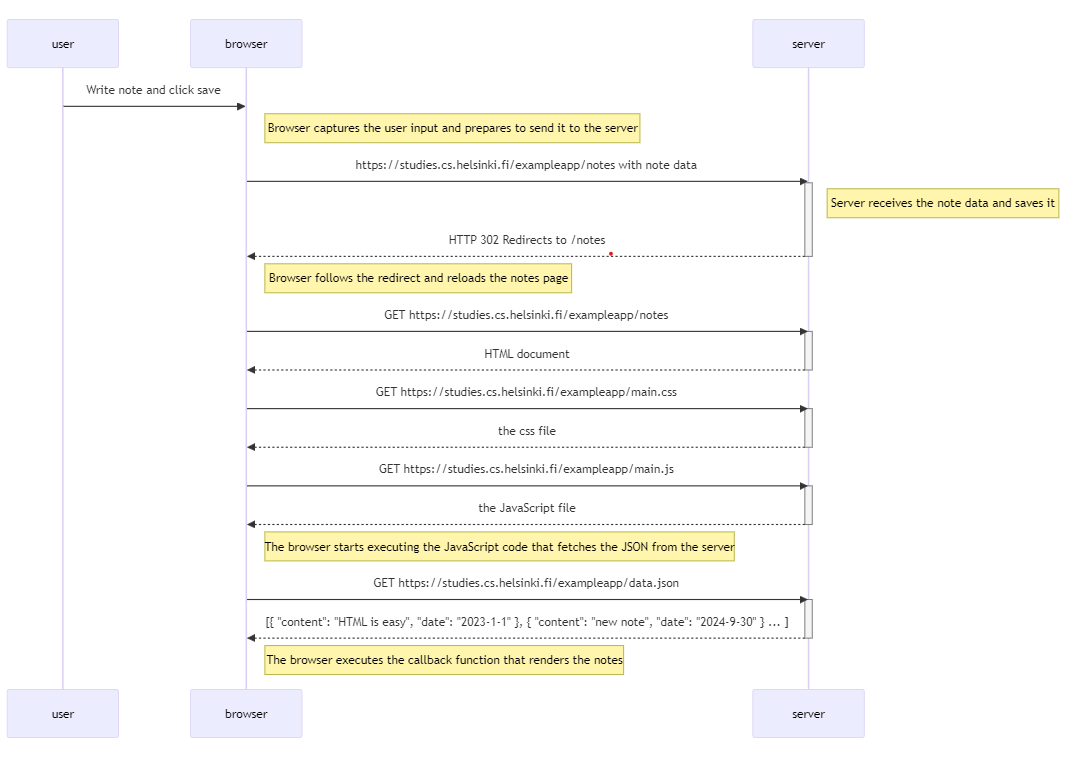 user
browser
server
Write note and click save
Browser captures the user input and prepares to send it to the server
https://studies.cs.helsinki.fi/exampleapp/notes with note data
Server receives the note data and saves it
HTTP 302 Redirects to /notes
Browser follows the redirect and reloads the notes page
GET https://studies.cs.helsinki.fi/exampleapp/notes
HTML document
GET https://studies.cs.helsinki.fi/exampleapp/main.css
the css file
GET https://studies.cs.helsinki.fi/exampleapp/main.js
the JavaScript file
The browser starts executing the JavaScript code that fetches the JSON from the server
GET https://studies.cs.helsinki.fi/exampleapp/data.json
[{ "content": "HTML is easy", "date": "2023-1-1" }, { "content": "new note", "date": "2024-9-30" } ... ]
The browser executes the callback function that renders the notes
user
browser
server